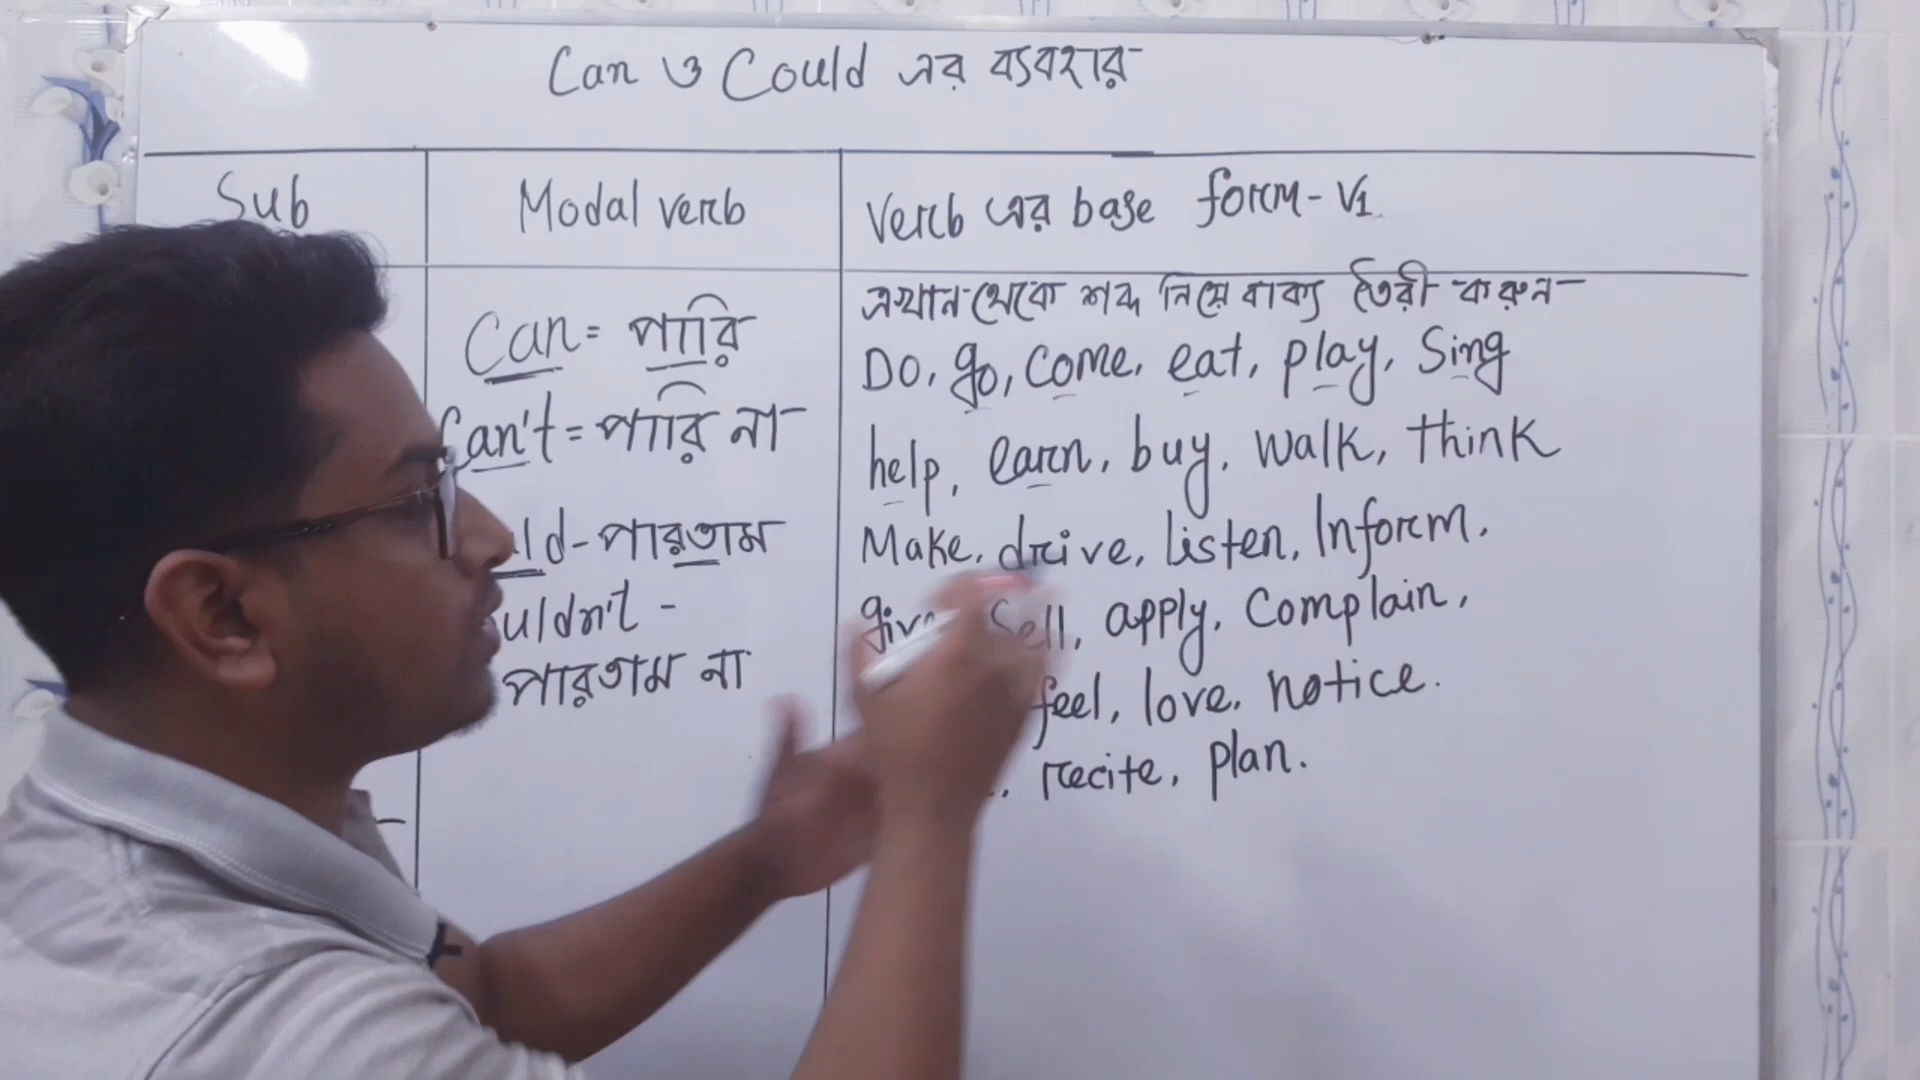 Can ও Could এর ব্যবহার
Sub
Modal verb
Verb এর base form - V1
Can = পারি
Can't = পারি না
ld - পারতাম
uldn't -
পারতাম না
এখান থেকে শব্দ নিয়ে বাক্য তৈরী করুন
Do, go, come, eat, play, Sing
help, earn, buy, walk, think
Make, drive, listen, Inform,
give, Sell, apply, Complain,
feel, love, notice.
recite, plan.